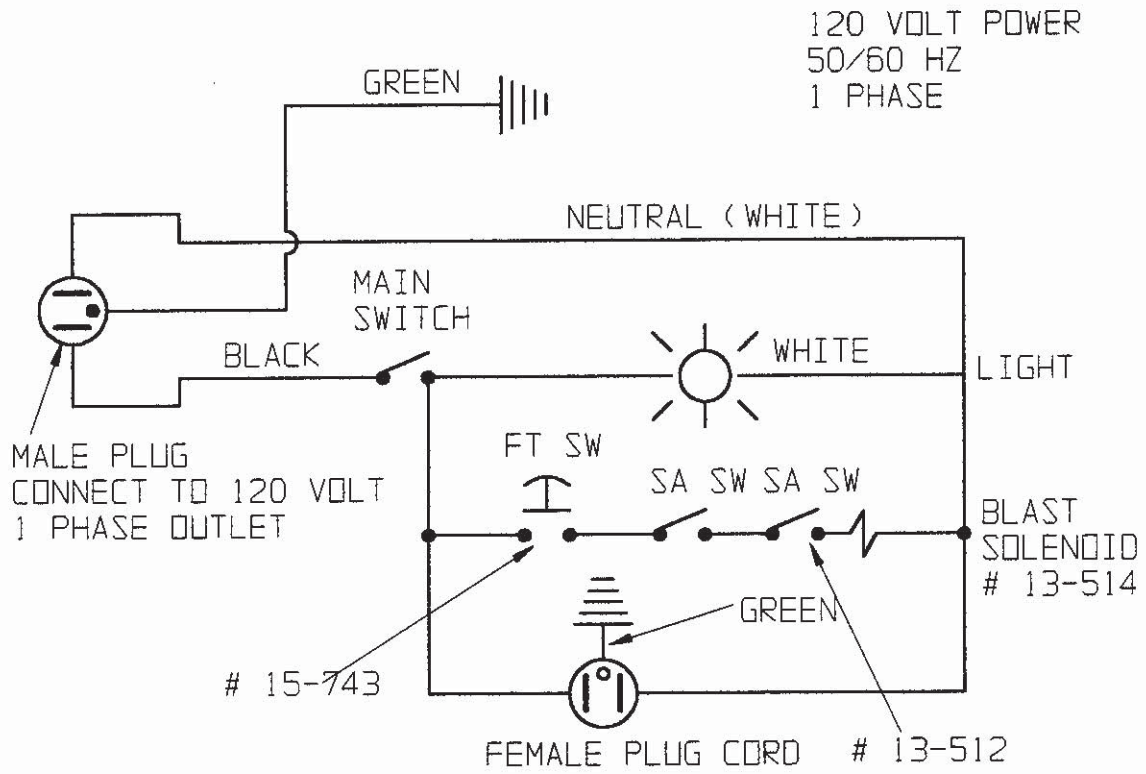 120 VOLT POWER
50/60 HZ
1 PHASE
GREEN
NEUTRAL (WHITE)
MAIN
SWITCH
BLACK
WHITE
LIGHT
MALE PLUG
CONNECT TO 120 VOLT
1 PHASE OUTLET
FT SW
SA SW SA SW
BLAST
SOLENOID
# 13-514
GREEN
# 15-743
FEMALE PLUG CORD
# 13-512